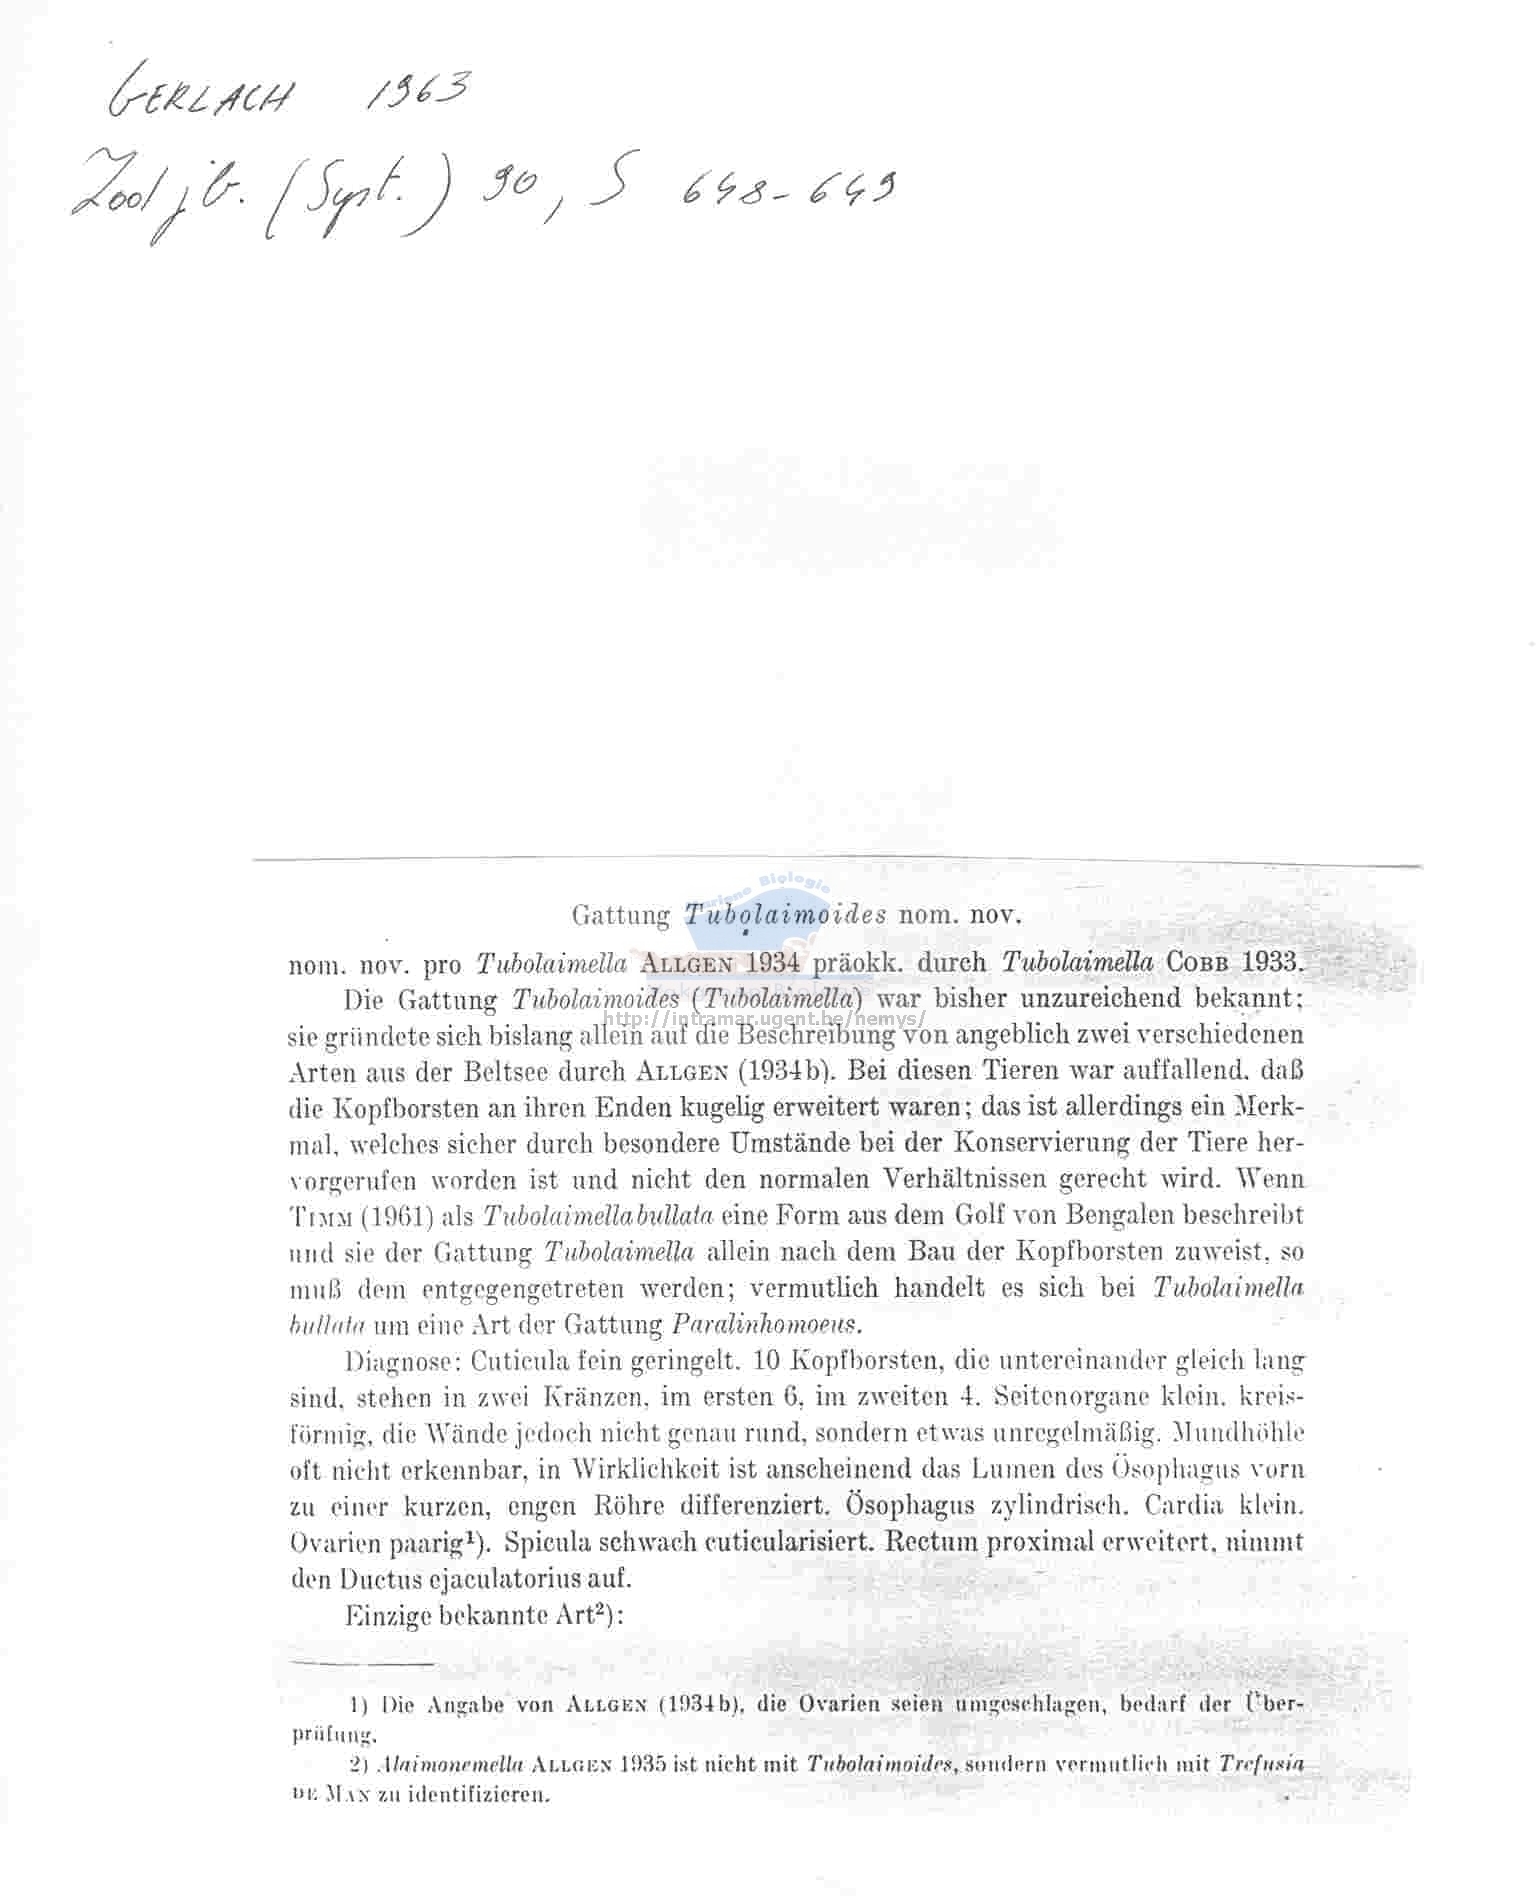 GERLACH 1963
Zool jb. (Syst.) 90, S 648-649
Gattung Tubolaimoides nom. nov.
nom. nov. pro Tubolaimella ALLGEN 1934 präokk. durch Tubolaimella COBB 1933.
Die Gattung Tubolaimoides (Tubolaimella) war bisher unzureichend bekannt;
http://intramar.ugent.be/nemys/
sie gründete sich bislang allein auf die Beschreibung von angeblich zwei verschiedenen
Arten aus der Beltsee durch ALLGEN (1934b). Bei diesen Tieren war auffallend, daß
die Kopfborsten an ihren Enden kugelig erweitert waren; das ist allerdings ein Merk-
mal, welches sicher durch besondere Umstände bei der Konservierung der Tiere her-
vorgerufen worden ist und nicht den normalen Verhältnissen gerecht wird. Wenn
TIMM (1961) als Tubolaimella bullata eine Form aus dem Golf von Bengalen beschreibt
und sie der Gattung Tubolaimella allein nach dem Bau der Kopfborsten zuweist, so
muß dem entgegengetreten werden; vermutlich handelt es sich bei Tubolaimella
bullata um eine Art der Gattung Paralinhomoeus.
Diagnose: Cuticula fein geringelt. 10 Kopfborsten, die untereinander gleich lang
sind, stehen in zwei Kränzen, im ersten 6, im zweiten 4. Seitenorgane klein, kreis-
förmig, die Wände jedoch nicht genau rund, sondern etwas unregelmäßig. Mundhöhle
oft nicht erkennbar, in Wirklichkeit ist anscheinend das Lumen des Ösophagus vorn
zu einer kurzen, engen Röhre differenziert. Ösophagus zylindrisch. Cardia klein.
Ovarien paarig1). Spicula schwach cuticularisiert. Rectum proximal erweitert, nimmt
den Ductus ejaculatorius auf.
Einzige bekannte Art2):
1) Die Angabe von ALLGEN (1934b), die Ovarien seien umgeschlagen, bedarf der Über-
prüfung.
2) Alaimonemella ALLGEN 1935 ist nicht mit Tubolaimoides, sondern vermutlich mit Trefusia
DE MAN zu identifizieren.